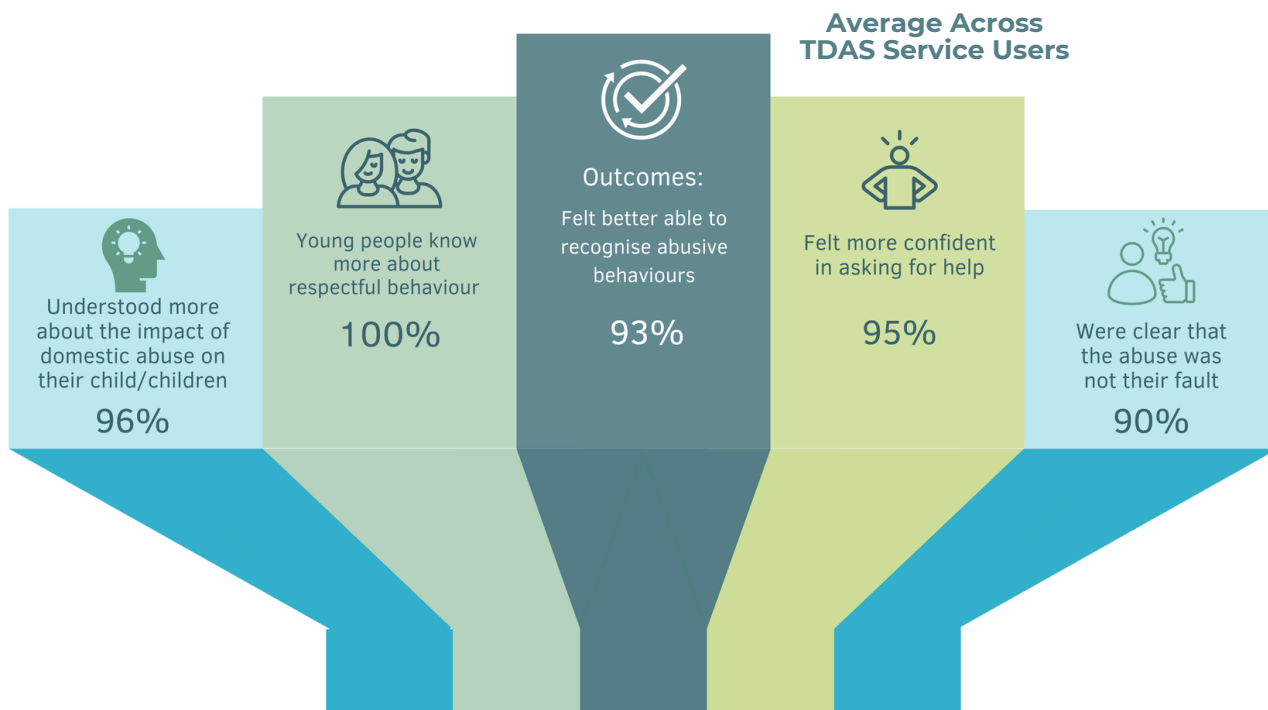 Average Across
TDAS Service Users
Understood more
about the impact of
domestic abuse on
their child/children
96%
Young people know
more about
respectful behaviour
100%
Outcomes:
Felt better able to
recognise abusive
behaviours
93%
Felt more confident
in asking for help
95%
Were clear that
the abuse was
not their fault
90%